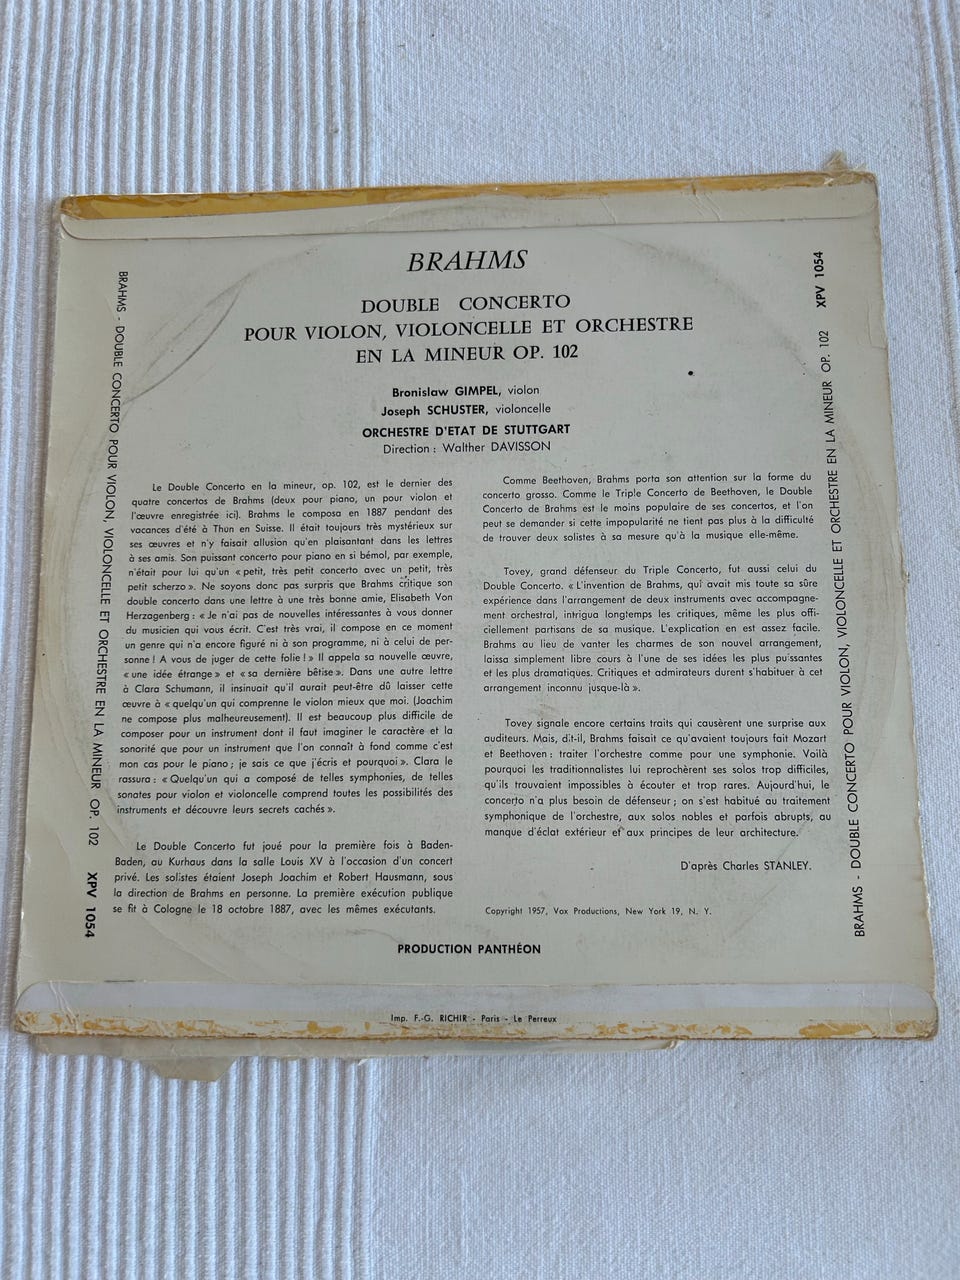 BRAHMS
DOUBLE CONCERTO
POUR VIOLON, VIOLONCELLE ET ORCHESTRE
EN LA MINEUR OP. 102
Bronislaw GIMPEL, violon
Joseph SCHUSTER, violoncelle
ORCHESTRE D'ETAT DE STUTTGART
Direction : Walther DAVISSON
Le Double Concerto en la mineur, op. 102, est le dernier des
quatre concertos de Brahms (deux pour piano, un pour violon et
l'œuvre enregistrée ici). Brahms le composa en 1887 pendant des
vacances d'été à Thun en Suisse. Il était toujours très mystérieux sur
ses œuvres et n'y faisait allusion qu'en plaisantant dans les lettres
à ses amis. Son puissant concerto pour piano en si bémol, par exemple,
n'était pour lui qu'un « petit, très petit concerto avec un petit, très
petit scherzo ». Ne soyons donc pas surpris que Brahms critique son
double concerto dans une lettre à une très bonne amie, Elisabeth Von
Herzagenberg : « Je n'ai pas de nouvelles intéressantes à vous donner
du musicien qui vous écrit. C'est très vrai, il compose en ce moment
un genre qui n'a encore figuré ni à son programme, ni à celui de per-
sonne ! A vous de juger de cette folie ! » Il appela sa nouvelle œuvre,
« une idée étrange » et « sa dernière bêtise ». Dans une autre lettre
à Clara Schumann, il insinuait qu'il aurait peut-être dû laisser cette
œuvre à « quelqu'un qui comprenne le violon mieux que moi. (Joachim
ne compose plus malheureusement). Il est beaucoup plus difficile de
composer pour un instrument dont il faut imaginer le caractère et la
sonorité que pour un instrument que l'on connaît à fond comme c'est
mon cas pour le piano ; je sais ce que j'écris et pourquoi ». Clara le
rassura : « Quelqu'un qui a composé de telles symphonies, de telles
sonates pour violon et violoncelle comprend toutes les possibilités des
instruments et découvre leurs secrets cachés ».
Le Double Concerto fut joué pour la première fois à Baden-
Baden, au Kurhaus dans la salle Louis XV à l'occasion d'un concert
privé. Les solistes étaient Joseph Joachim et Robert Hausmann, sous
la direction de Brahms en personne. La première exécution publique
se fit à Cologne le 18 octobre 1887, avec les mêmes exécutants.
Comme Beethoven, Brahms porta son attention sur la forme du
concerto grosso. Comme le Triple Concerto de Beethoven, le Double
Concerto de Brahms est le moins populaire de ses concertos, et l'on
peut se demander si cette impopularité ne tient pas plus à la difficulté
de trouver deux solistes à sa mesure qu'à la musique elle-même.
Tovey, grand défenseur du Triple Concerto, fut aussi celui du
Double Concerto. « L'invention de Brahms, qui avait mis toute sa sûre
expérience dans l'arrangement de deux instruments avec accompagne-
ment orchestral, intrigua longtemps les critiques, même les plus offi-
ciellement partisans de sa musique. L'explication en est assez facile.
Brahms au lieu de vanter les charmes de son nouvel arrangement,
laissa simplement libre cours à l'une de ses idées les plus puissantes
et les plus dramatiques. Critiques et admirateurs durent s'habituer à cet
arrangement inconnu jusque-là ».
Tovey signale encore certains traits qui causèrent une surprise aux
auditeurs. Mais, dit-il, Brahms faisait ce qu'avaient toujours fait Mozart
et Beethoven : traiter l'orchestre comme pour une symphonie. Voilà
pourquoi les traditionnalistes lui reprochèrent ses solos trop difficiles,
qu'ils trouvaient impossibles à écouter et trop rares. Aujourd'hui, le
concerto n'a plus besoin de défenseur ; on s'est habitué au traitement
symphonique de l'orchestre, aux solos nobles et parfois abrupts, au
manque d'éclat extérieur et aux principes de leur architecture.
D'après Charles STANLEY.
Copyright 1957, Vox Productions, New York 19, N. Y.
PRODUCTION PANTHÉON
Imp. F.-G. RICHIR - Paris - Le Perreux
BRAHMS - DOUBLE CONCERTO POUR VIOLON, VIOLONCELLE ET ORCHESTRE EN LA MINEUR OP. 102 XPV 1054
BRAHMS - DOUBLE CONCERTO POUR VIOLON, VIOLONCELLE ET ORCHESTRE EN LA MINEUR OP. 102 XPV 1054